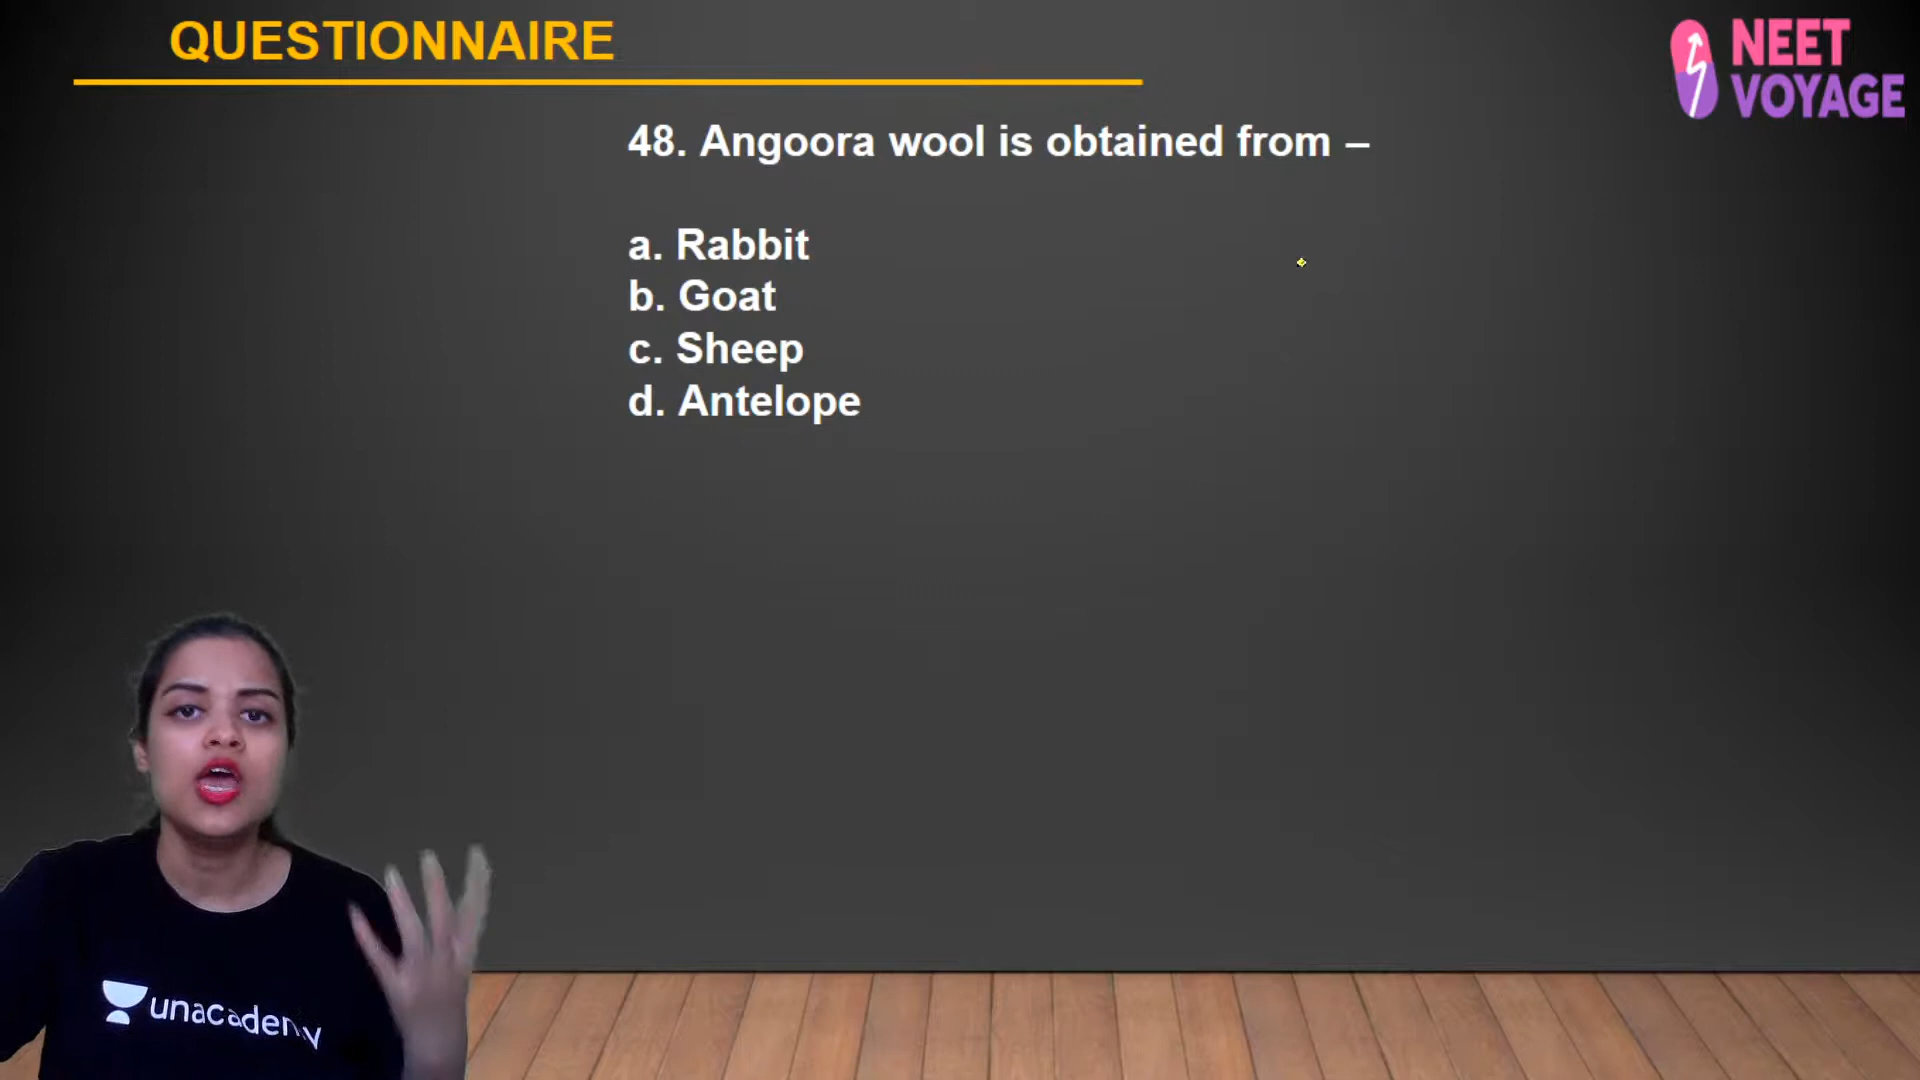 QUESTIONNAIRE
NEET
VOYAGE
48. Angoora wool is obtained from –
a. Rabbit
b. Goat
c. Sheep
d. Antelope
unacademy